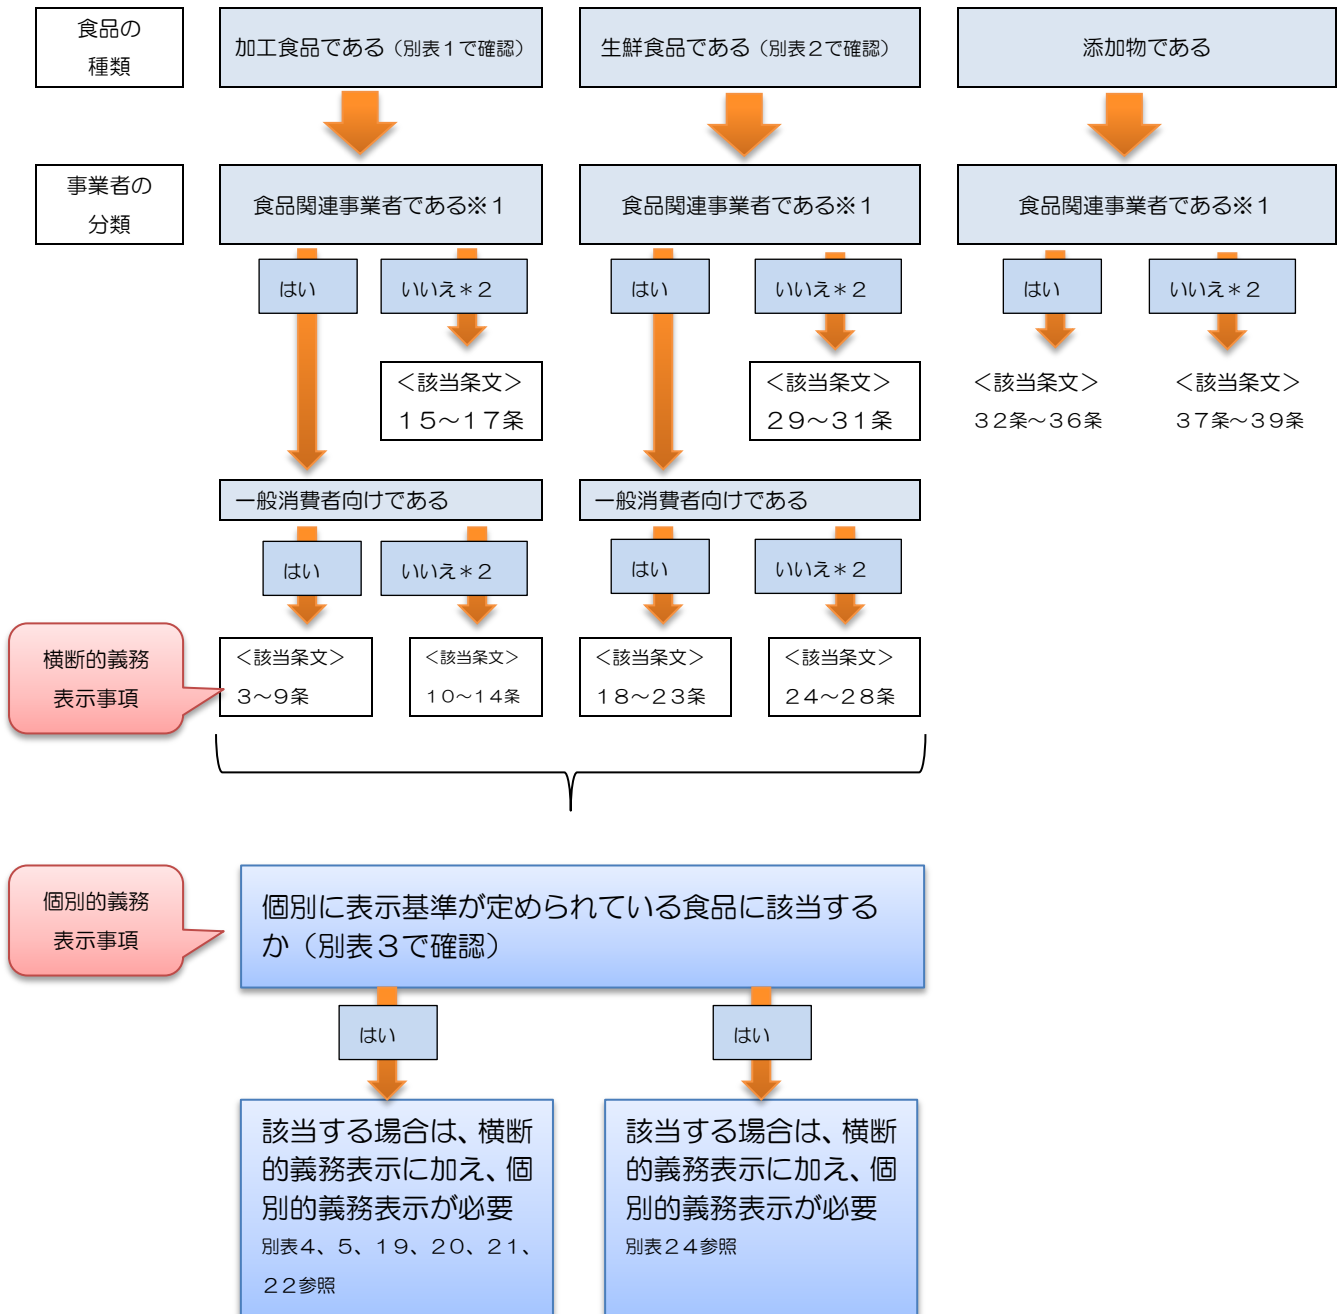 食品の
種類
加工食品である（別表１で確認）
生鮮食品である（別表２で確認）
添加物である
事業者の
分類
食品関連事業者である※１
食品関連事業者である※１
食品関連事業者である※１
はい
いいえ＊２
はい
いいえ＊２
はい
いいえ＊２
＜該当条文＞
１５～１７条
＜該当条文＞
２９～３１条
＜該当条文＞
３２条～３６条
＜該当条文＞
３７条～３９条
一般消費者向けである
一般消費者向けである
はい
いいえ＊２
はい
いいえ＊２
横断的義務
表示事項
＜該当条文＞
３～９条
＜該当条文＞
１０～１４条
＜該当条文＞
１８～２３条
＜該当条文＞
２４～２８条
個別的義務
表示事項
個別に表示基準が定められている食品に該当する
か（別表３で確認）
はい
はい
該当する場合は、横断
的義務表示に加え、個
別的義務表示が必要
別表４、５、１９、２０、２１、
２２参照
該当する場合は、横断
的義務表示に加え、個
別的義務表示が必要
別表２４参照